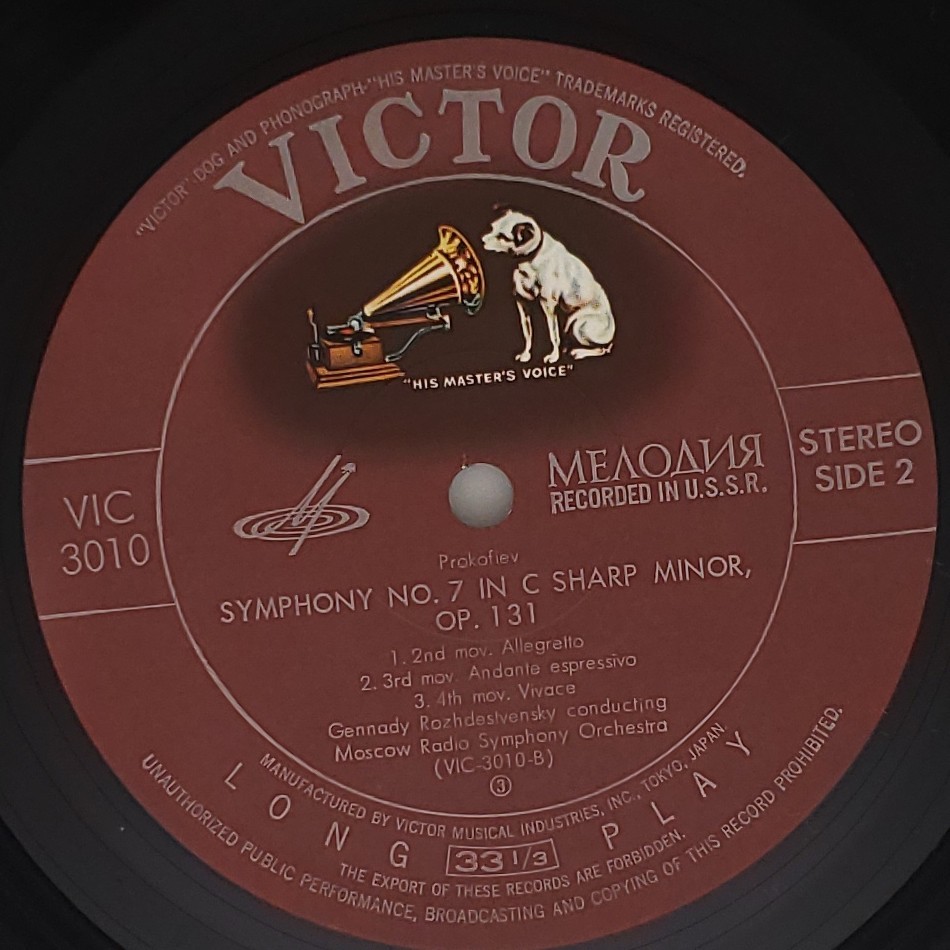 "VICTOR" DOG AND PHONOGRAPH-"HIS MASTER'S VOICE" TRADEMARKS REGISTERED.
VICTOR
"HIS MASTER'S VOICE"
МЕЛОДИЯ
RECORDED IN U.S.S.R.
STEREO
SIDE 2
VIC
3010
Prokofiev
SYMPHONY NO. 7 IN C SHARP MINOR,
OP. 131
1. 2nd mov. Allegretto
2. 3rd mov. Andante espressivo
3. 4th mov. Vivace
Gennady Rozhdestvensky conducting
Moscow Radio Symphony Orchestra
(VIC-3010-B)
③
MANUFACTURED BY VICTOR MUSICAL INDUSTRIES, INC., TOKYO, JAPAN
LONG 33 1/3 PLAY
THE EXPORT OF THESE RECORDS ARE FORBIDDEN.
UNAUTHORIZED PUBLIC PERFORMANCE, BROADCASTING AND COPYING OF THIS RECORD PROHIBITED.